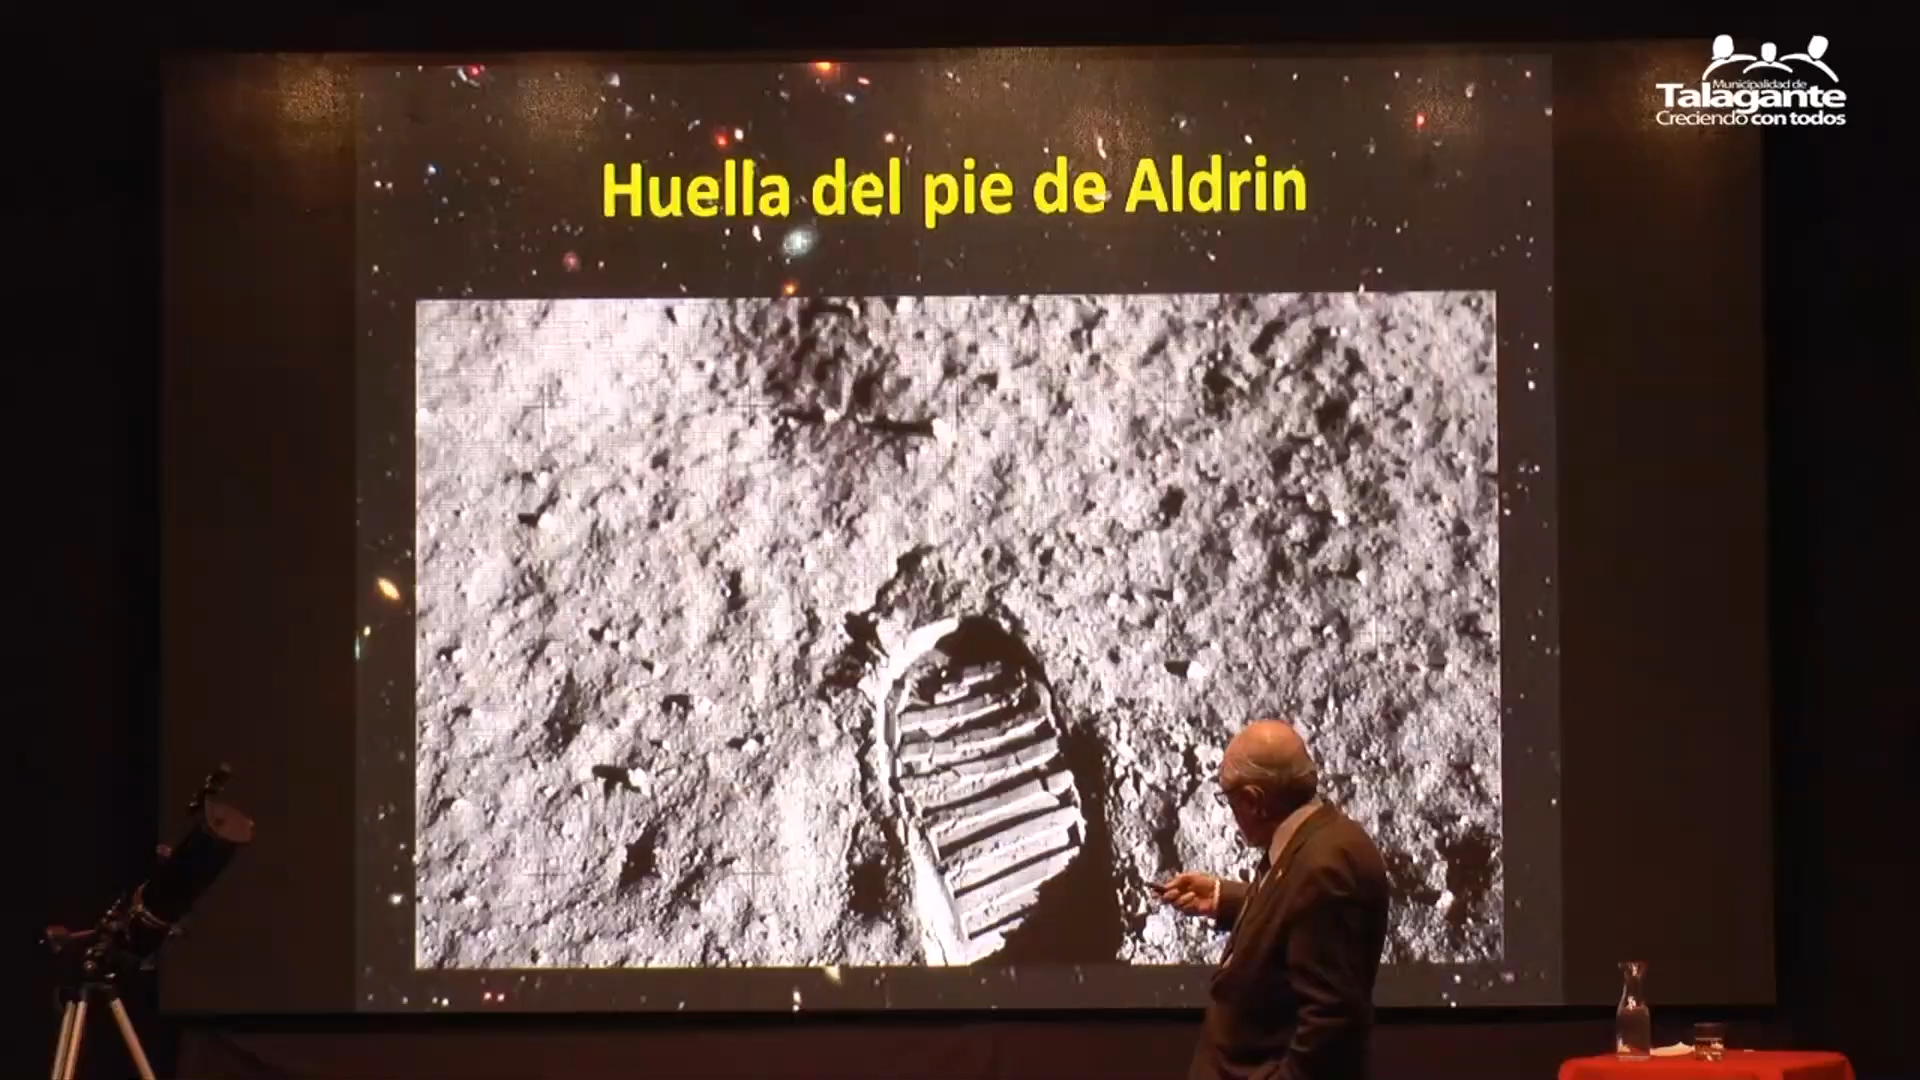 Municipalidad de
Talagante
Creciendo con todos
Huella del pie de Aldrin